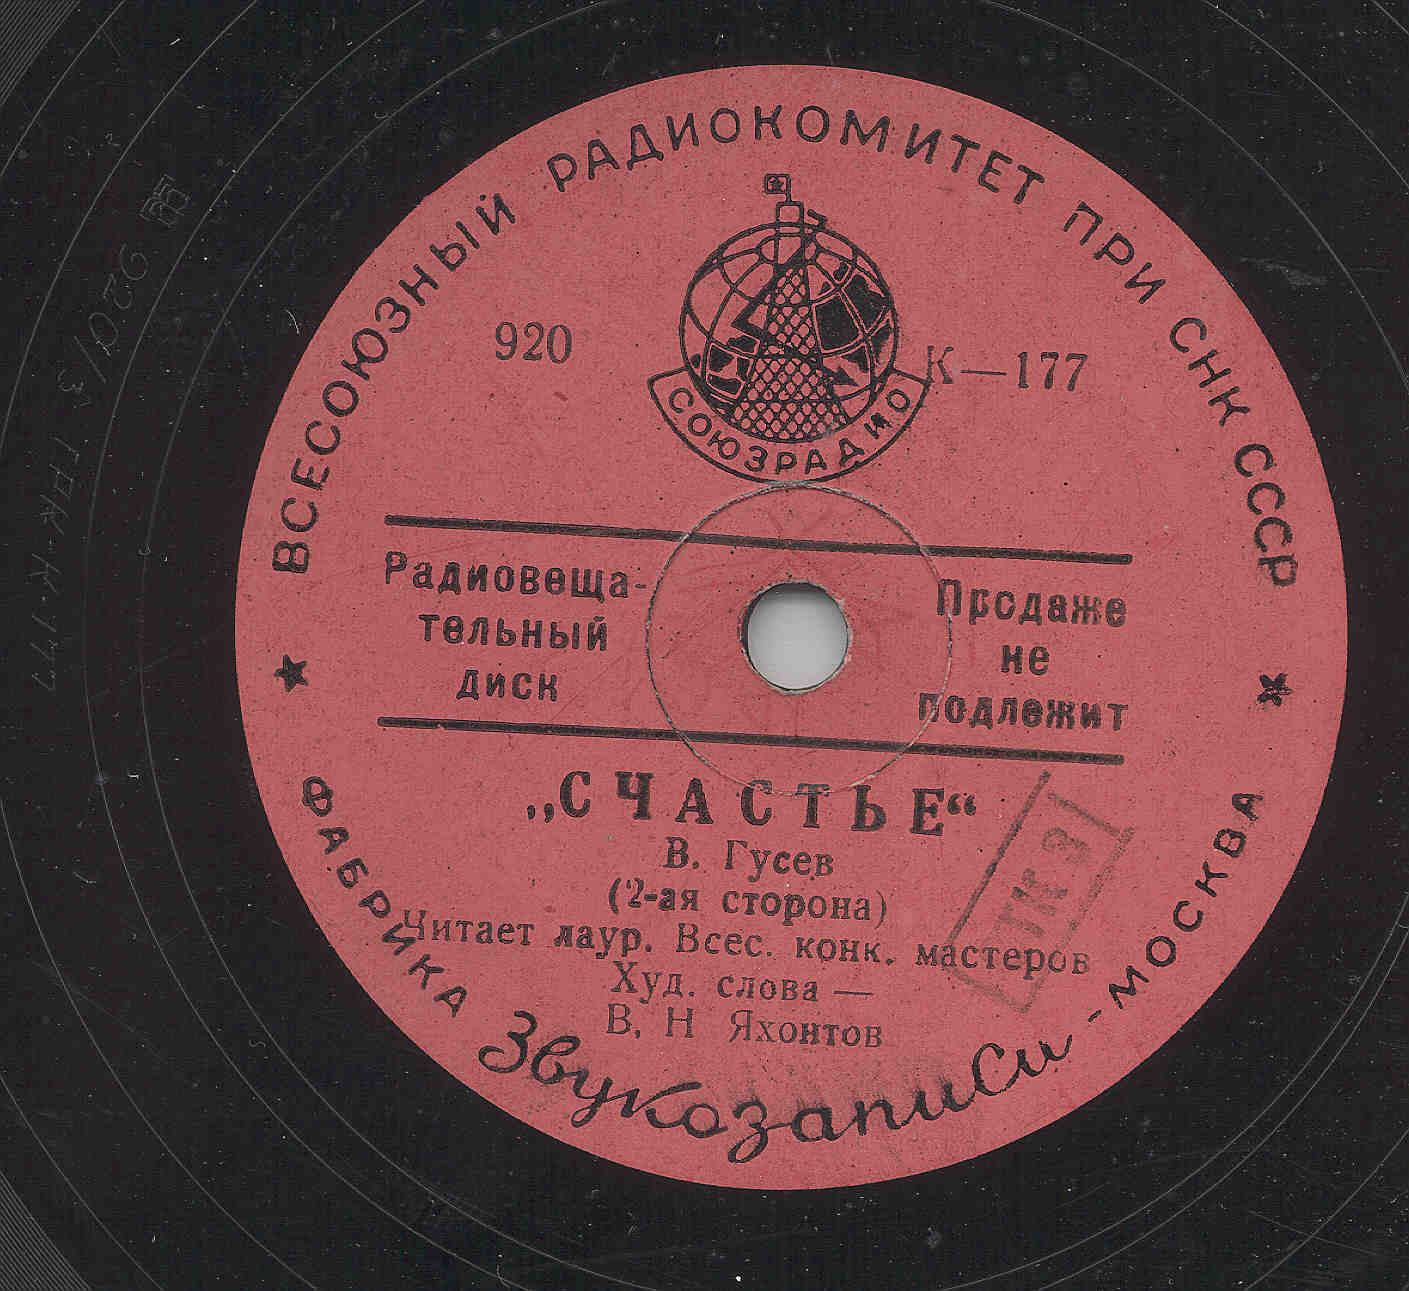 ВСЕСОЮЗНЫЙ РАДИОКОМИТЕТ ПРИ СНК СССР
920
К—177
СОЮЗРАДИО
Радиовеща-
тельный
диск
Продаже
не
подлежит
„СЧАСТЬЕ“
В. Гусев
(2-ая сторона)
Читает лаур. Всес. конк. мастеров
Худ. слова —
В, Н Яхонтов
ФАБРИКА Звукозаписи - МОСКВА